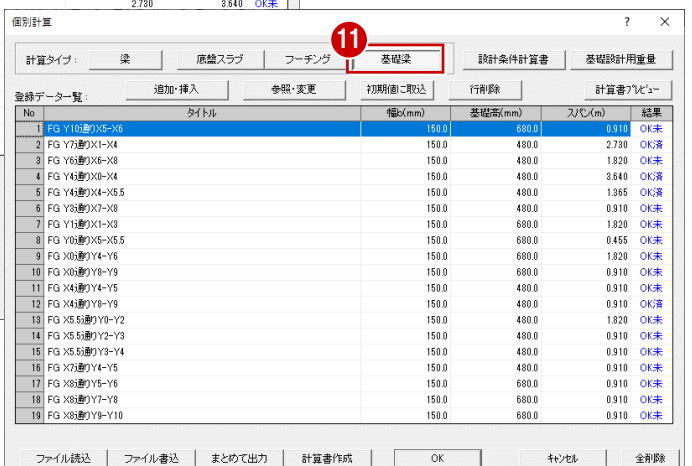 2.730 3.640 OK未
個別計算 ? ×
11
計算タイプ： 梁 底盤スラブ フーチング 基礎梁 設計条件計算書 基礎設計用重量
登録データ一覧： 追加・挿入 参照・変更 初期値に取込 行削除 計算書プレビュー
No タイトル 幅b(mm) 基礎高(mm) スパン(m) 結果
1 FG Y10通りX5-X6 150.0 680.0 0.910 OK未
2 FG Y7通りX1-X4 150.0 480.0 2.730 OK済
3 FG Y6通りX6-X8 150.0 480.0 1.820 OK未
4 FG Y4通りX0-X4 150.0 480.0 3.640 OK済
5 FG Y4通りX4-X5.5 150.0 480.0 1.365 OK済
6 FG Y3通りX7-X8 150.0 480.0 0.910 OK未
7 FG Y1通りX1-X3 150.0 680.0 1.820 OK未
8 FG Y0通りX5-X5.5 150.0 680.0 0.455 OK未
9 FG X0通りY4-Y6 150.0 680.0 1.820 OK未
10 FG X0通りY8-Y9 150.0 680.0 0.910 OK未
11 FG X4通りY4-Y5 150.0 480.0 0.910 OK未
12 FG X4通りY8-Y9 150.0 480.0 0.910 OK済
13 FG X5.5通りY0-Y2 150.0 480.0 1.820 OK未
14 FG X5.5通りY2-Y3 150.0 480.0 0.910 OK未
15 FG X5.5通りY3-Y4 150.0 480.0 0.910 OK未
16 FG X7通りY4-Y5 150.0 480.0 0.910 OK未
17 FG X8通りY5-Y6 150.0 680.0 0.910 OK未
18 FG X8通りY7-Y8 150.0 680.0 0.910 OK未
19 FG X8通りY9-Y10 150.0 680.0 0.910 OK未
ファイル読込 ファイル書込 まとめて出力 計算書作成 OK キャンセル 全削除